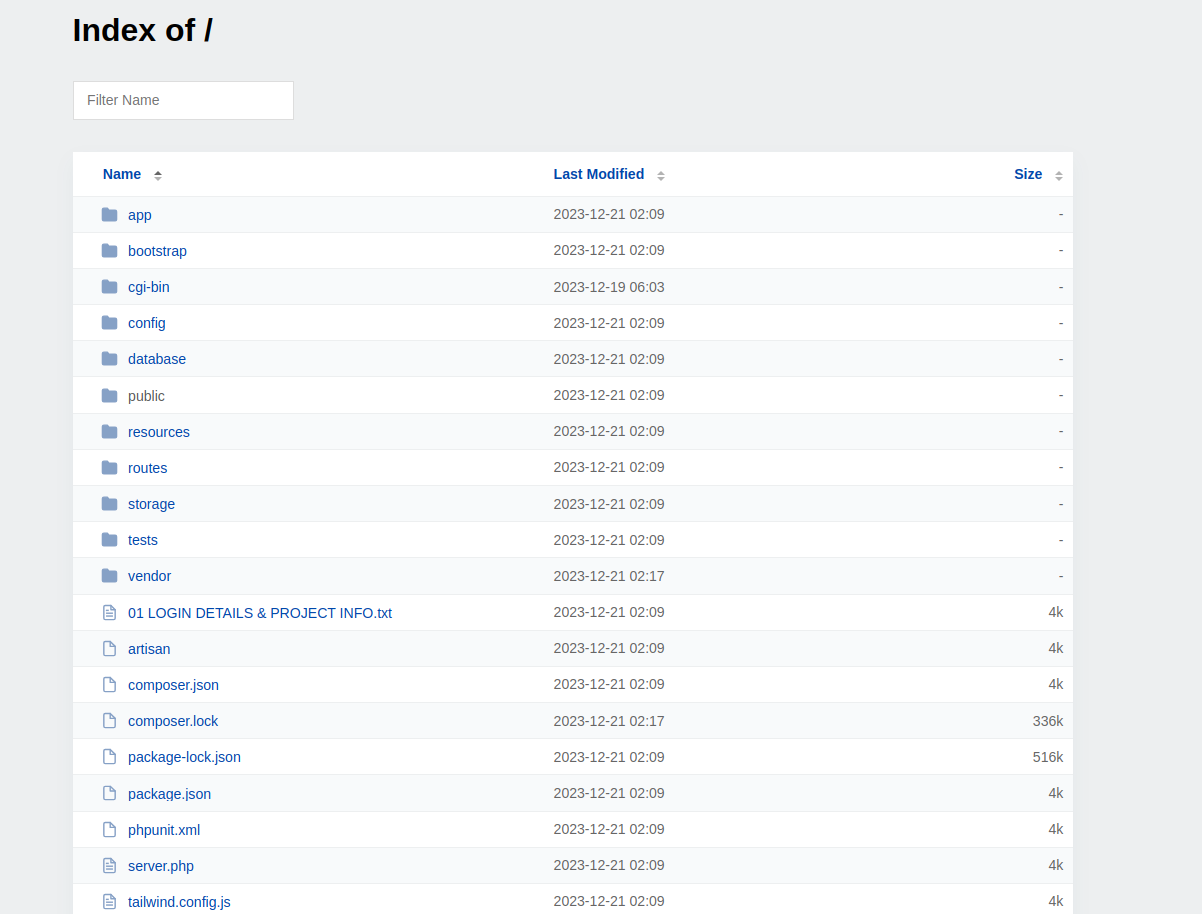 Index of /
Filter Name
Name Last Modified Size
app 2023-12-21 02:09 -
bootstrap 2023-12-21 02:09 -
cgi-bin 2023-12-19 06:03 -
config 2023-12-21 02:09 -
database 2023-12-21 02:09 -
public 2023-12-21 02:09 -
resources 2023-12-21 02:09 -
routes 2023-12-21 02:09 -
storage 2023-12-21 02:09 -
tests 2023-12-21 02:09 -
vendor 2023-12-21 02:17 -
01 LOGIN DETAILS & PROJECT INFO.txt 2023-12-21 02:09 4k
artisan 2023-12-21 02:09 4k
composer.json 2023-12-21 02:09 4k
composer.lock 2023-12-21 02:17 336k
package-lock.json 2023-12-21 02:09 516k
package.json 2023-12-21 02:09 4k
phpunit.xml 2023-12-21 02:09 4k
server.php 2023-12-21 02:09 4k
tailwind.config.js 2023-12-21 02:09 4k